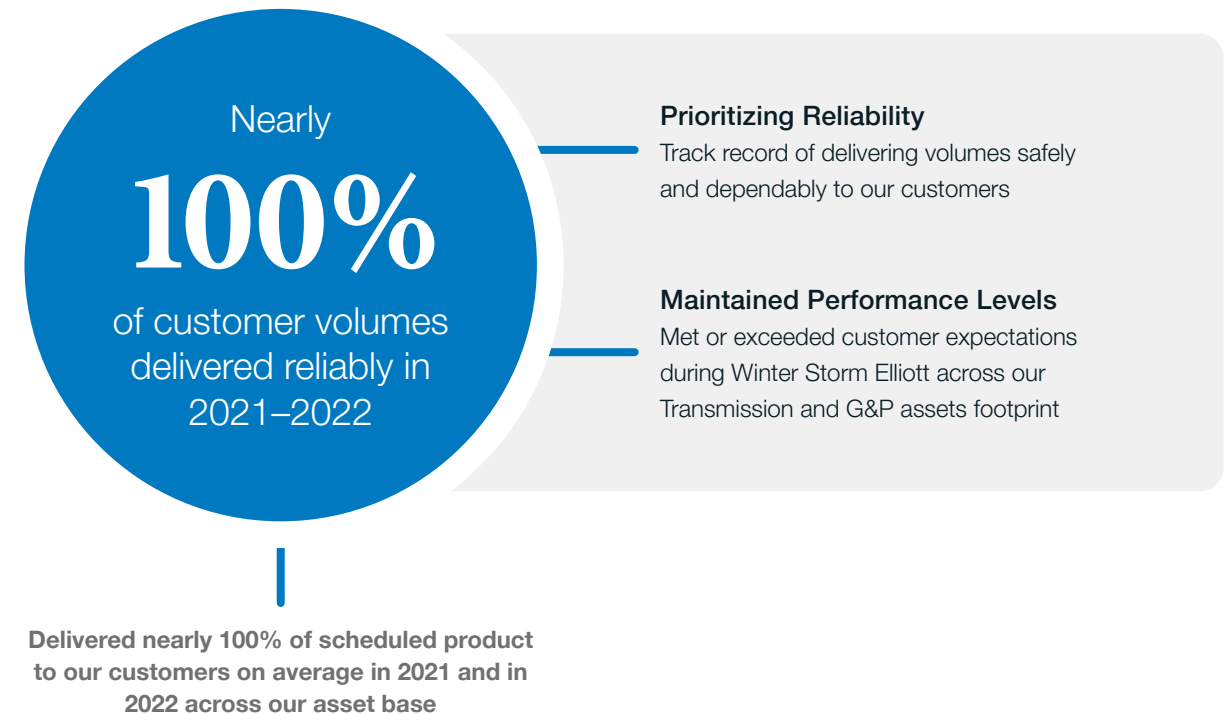 Nearly
100%
of customer volumes
delivered reliably in
2021–2022
Prioritizing Reliability
Track record of delivering volumes safely
and dependably to our customers
Maintained Performance Levels
Met or exceeded customer expectations
during Winter Storm Elliott across our
Transmission and G&P assets footprint
Delivered nearly 100% of scheduled product
to our customers on average in 2021 and in
2022 across our asset base